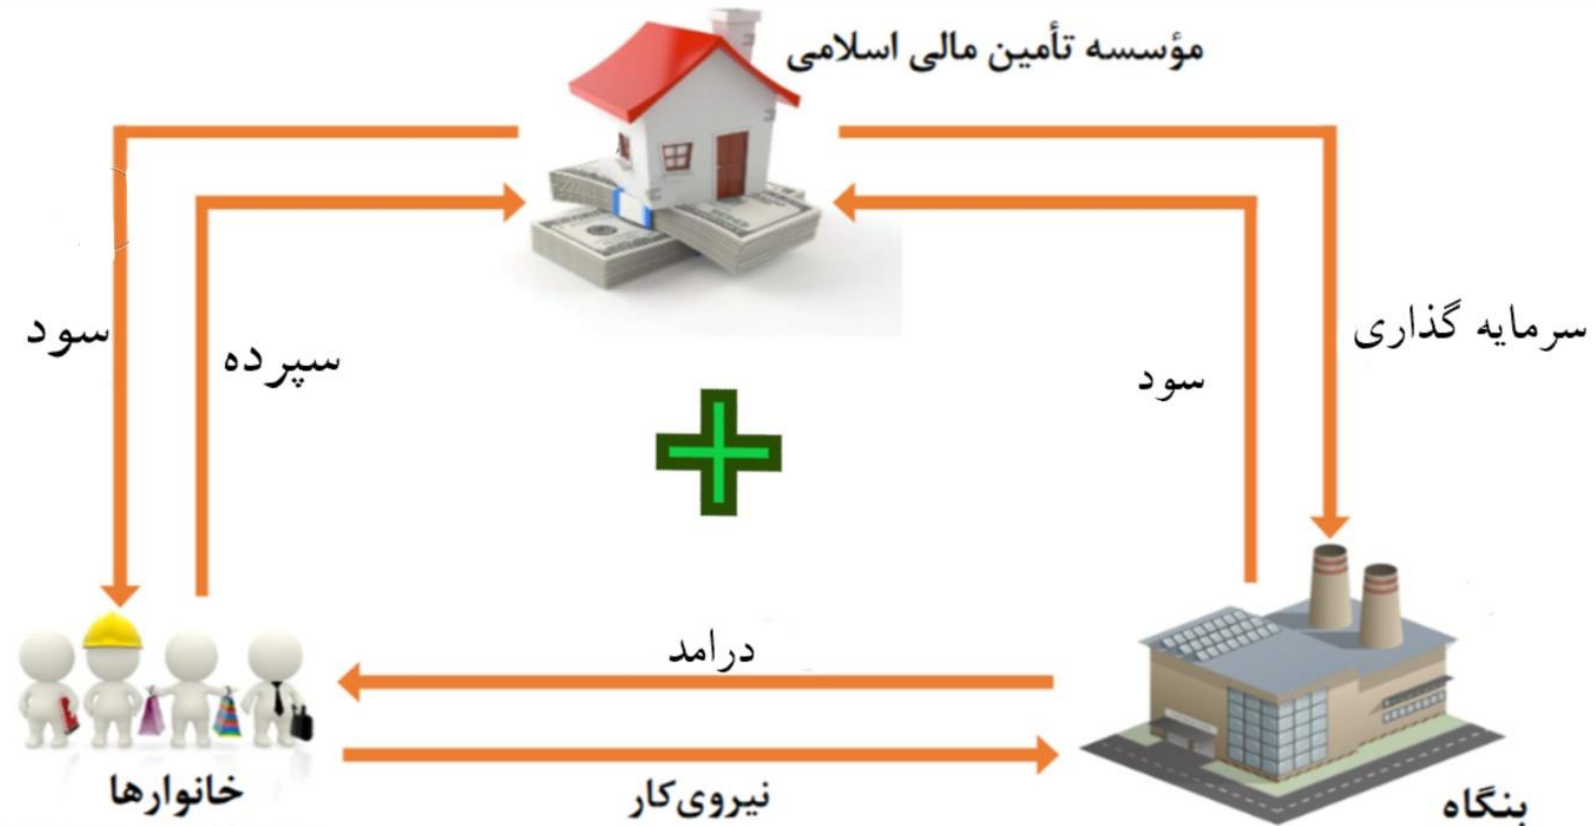 مؤسسه تأمین مالی اسلامی
سرمایه گذاری
سود
سپرده
سود
درامد
نیروی‌کار
بنگاه
خانوارها